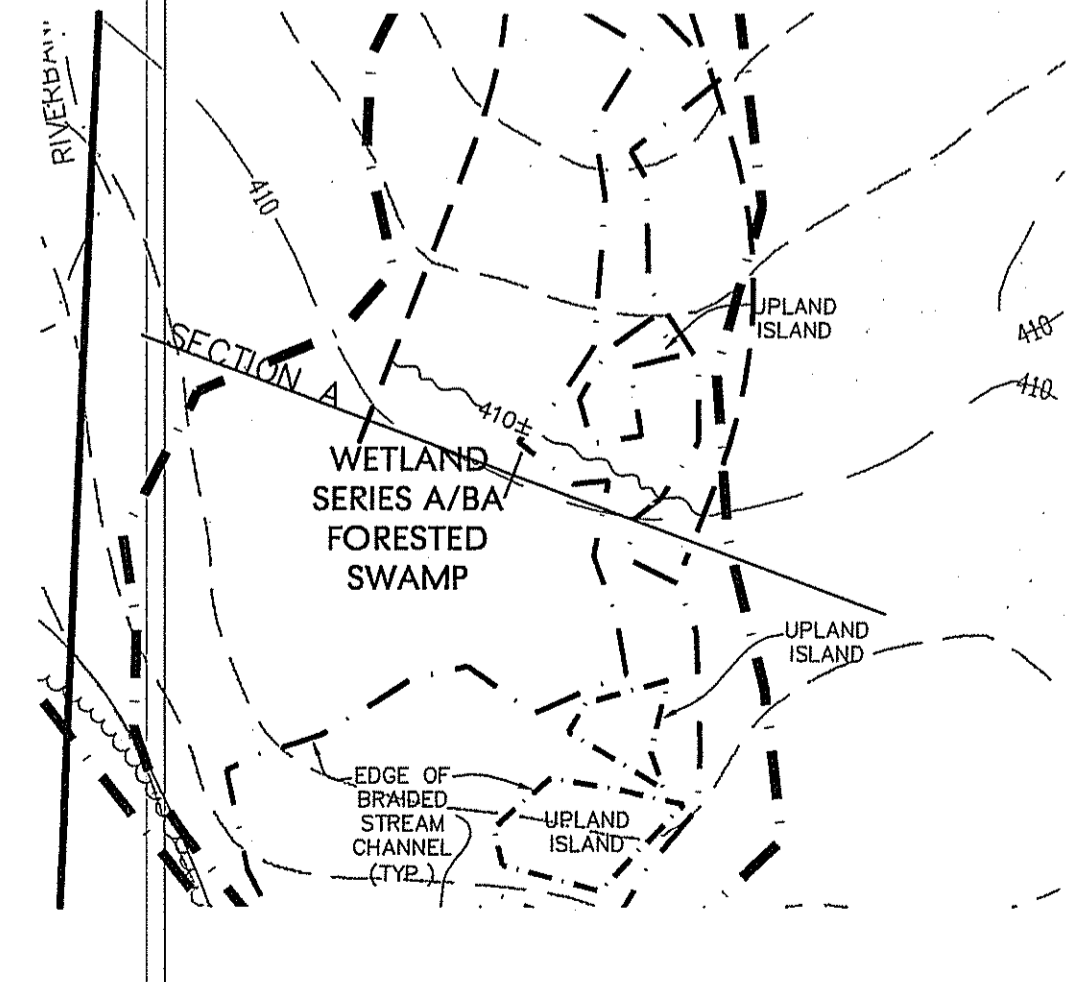 RIVERBANK
410
UPLAND
ISLAND
410
410
SECTION A
410±
WETLAND
SERIES A/BA
FORESTED
SWAMP
UPLAND
ISLAND
EDGE OF
BRAIDED
STREAM
CHANNEL
(TYP.)
UPLAND
ISLAND